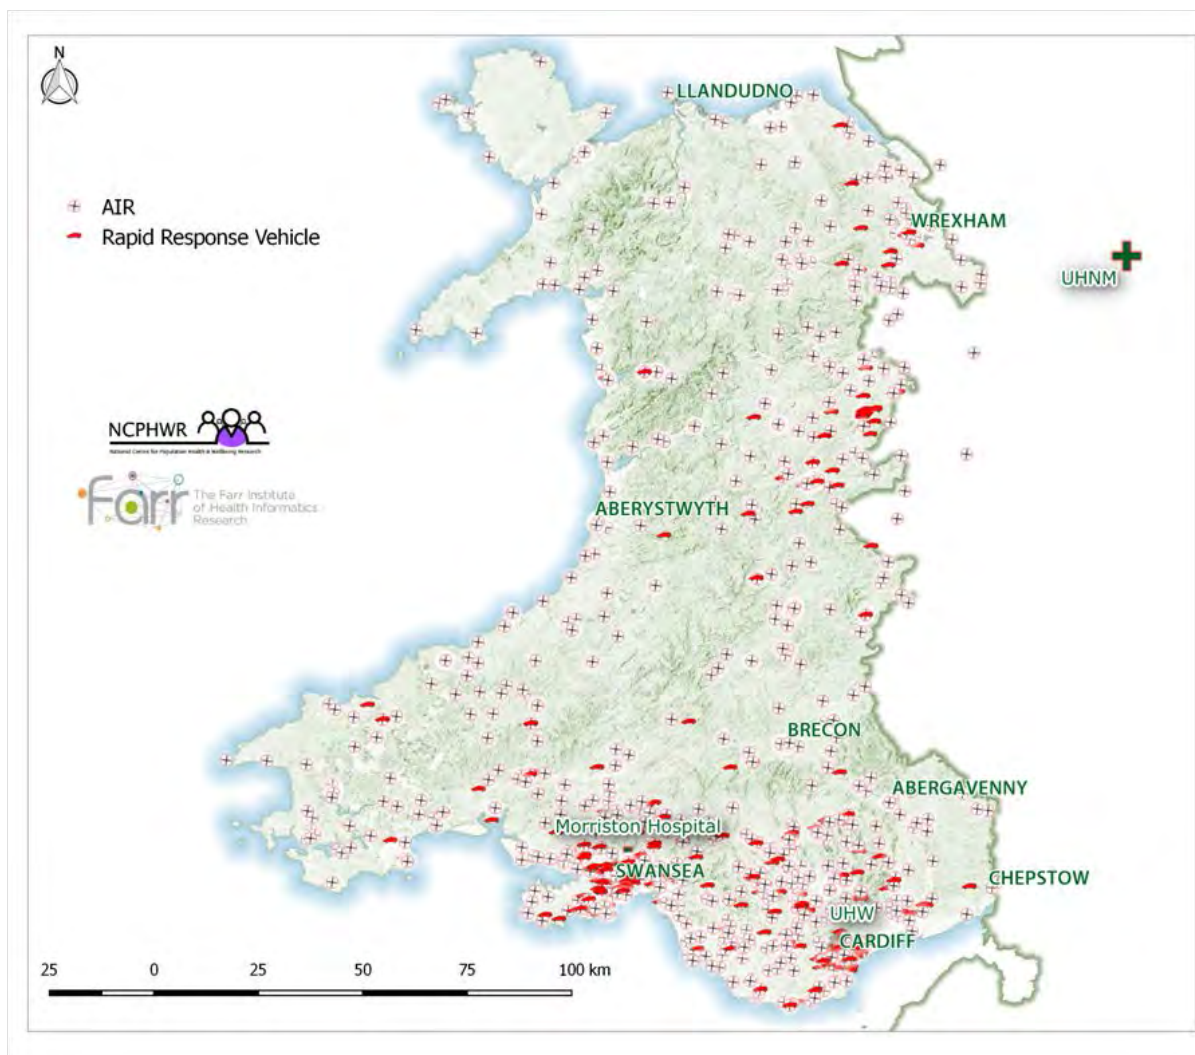 N
LLANDUDNO
AIR
Rapid Response Vehicle
WREXHAM
UHNM
NCPHWR
National Centre for Population Health & Wellbeing Research
farr
The Farr Institute
of Health Informatics
Research
ABERYSTWYTH
BRECON
ABERGAVENNY
Morriston Hospital
SWANSEA
CHEPSTOW
UHW
CARDIFF
25 0 25 50 75 100 km